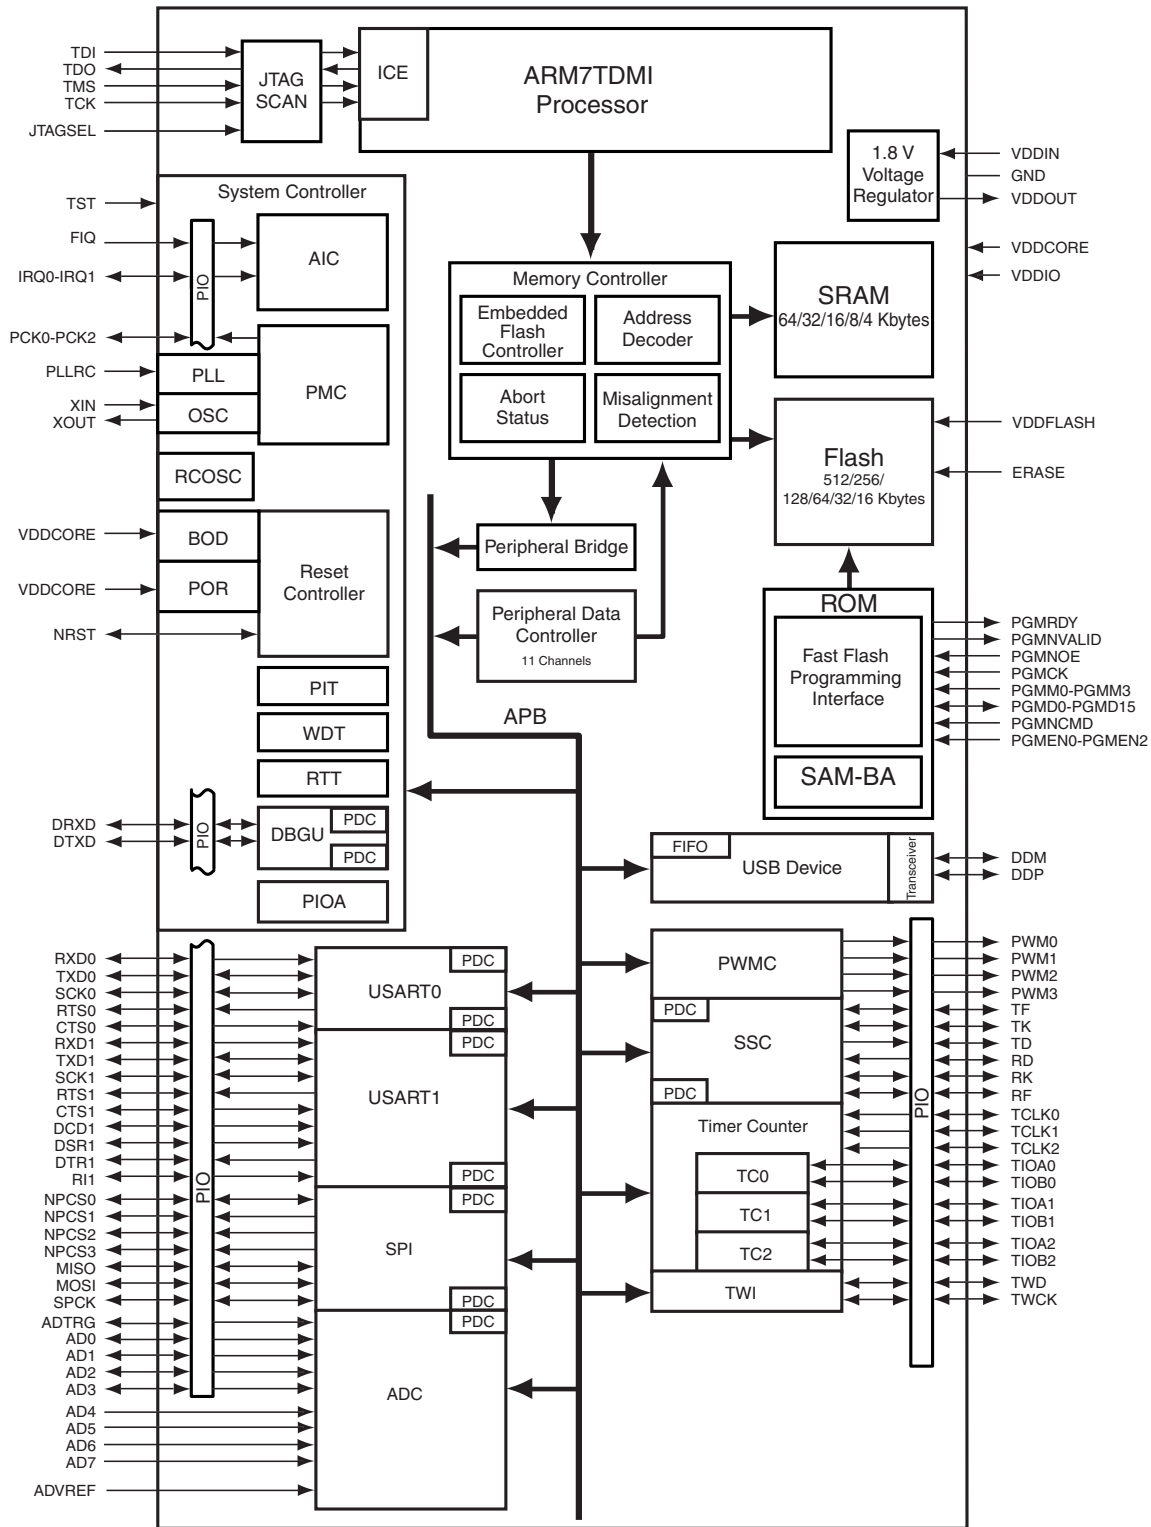 TDI
TDO
TMS
TCK
JTAGSEL
JTAG
SCAN
ICE
ARM7TDMI
Processor
1.8 V
Voltage
Regulator
VDDIN
GND
VDDOUT
VDDCORE
VDDIO
System Controller
TST
FIQ
IRQ0-IRQ1
PIO
AIC
PCK0-PCK2
PLLRC
PLL
PMC
XIN
XOUT
OSC
RCOSC
VDDCORE
BOD
VDDCORE
POR
Reset
Controller
NRST
PIT
WDT
RTT
DRXD
DTXD
PIO
DBGU
PDC
PDC
PIOA
Memory Controller
Embedded
Flash
Controller
Address
Decoder
Abort
Status
Misalignment
Detection
SRAM
64/32/16/8/4 Kbytes
Flash
512/256/
128/64/32/16 Kbytes
VDDFLASH
ERASE
Peripheral Bridge
Peripheral Data
Controller
11 Channels
APB
ROM
Fast Flash
Programming
Interface
SAM-BA
PGMRDY
PGMNVALID
PGMNOE
PGMCK
PGMM0-PGMM3
PGMD0-PGMD15
PGMNCMD
PGMEN0-PGMEN2
FIFO
USB Device
Transceiver
DDM
DDP
RXD0
TXD0
SCK0
RTS0
CTS0
RXD1
TXD1
SCK1
RTS1
CTS1
DCD1
DSR1
DTR1
RI1
NPCS0
NPCS1
NPCS2
NPCS3
MISO
MOSI
SPCK
ADTRG
AD0
AD1
AD2
AD3
AD4
AD5
AD6
AD7
ADVREF
PIO
PDC
USART0
PDC
PDC
USART1
PDC
PDC
SPI
PDC
PDC
ADC
PWMC
PDC
SSC
PDC
Timer Counter
TC0
TC1
TC2
TWI
PIO
PWM0
PWM1
PWM2
PWM3
TF
TK
TD
RD
RK
RF
TCLK0
TCLK1
TCLK2
TIOA0
TIOB0
TIOA1
TIOB1
TIOA2
TIOB2
TWD
TWCK